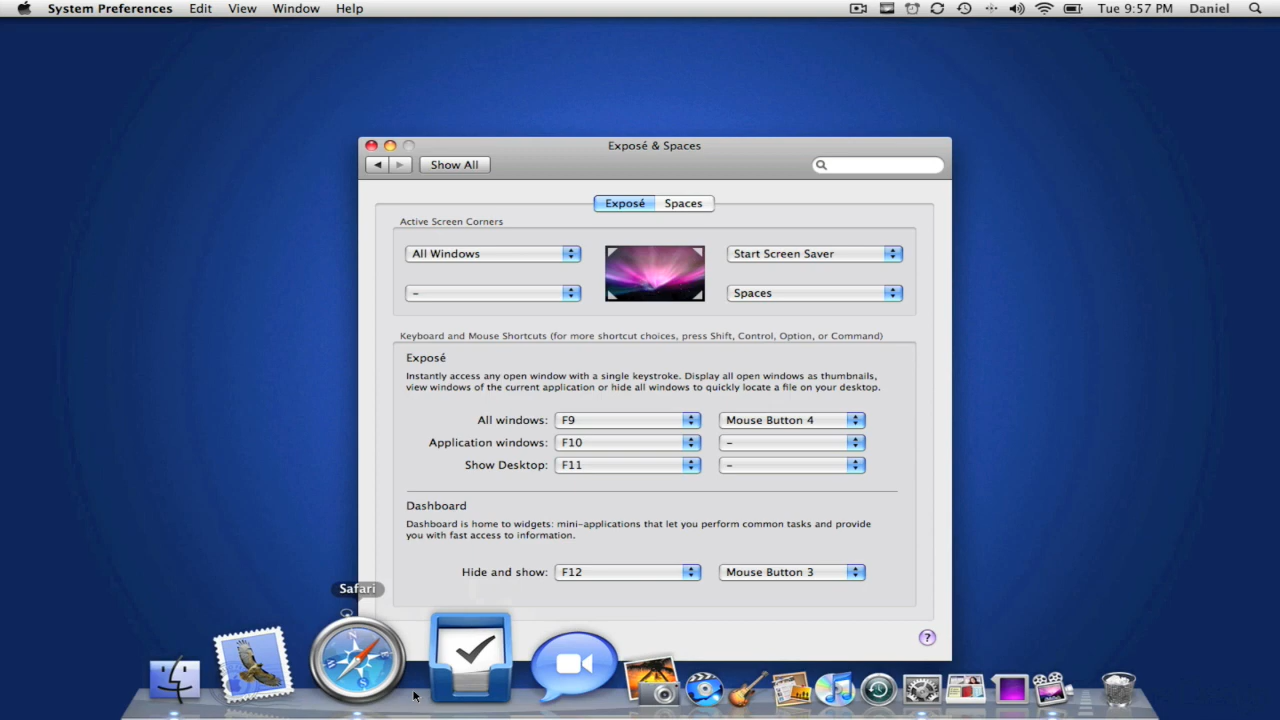 System Preferences Edit View Window Help Tue 9:57 PM Daniel
Exposé & Spaces
Show All
Exposé Spaces
Active Screen Corners
All Windows Start Screen Saver
– Spaces
Keyboard and Mouse Shortcuts (for more shortcut choices, press Shift, Control, Option, or Command)
Exposé
Instantly access any open window with a single keystroke. Display all open windows as thumbnails,
view windows of the current application or hide all windows to quickly locate a file on your desktop.
All windows: F9 Mouse Button 4
Application windows: F10 –
Show Desktop: F11 –
Dashboard
Dashboard is home to widgets: mini-applications that let you perform common tasks and provide
you with fast access to information.
Hide and show: F12 Mouse Button 3
Safari
?